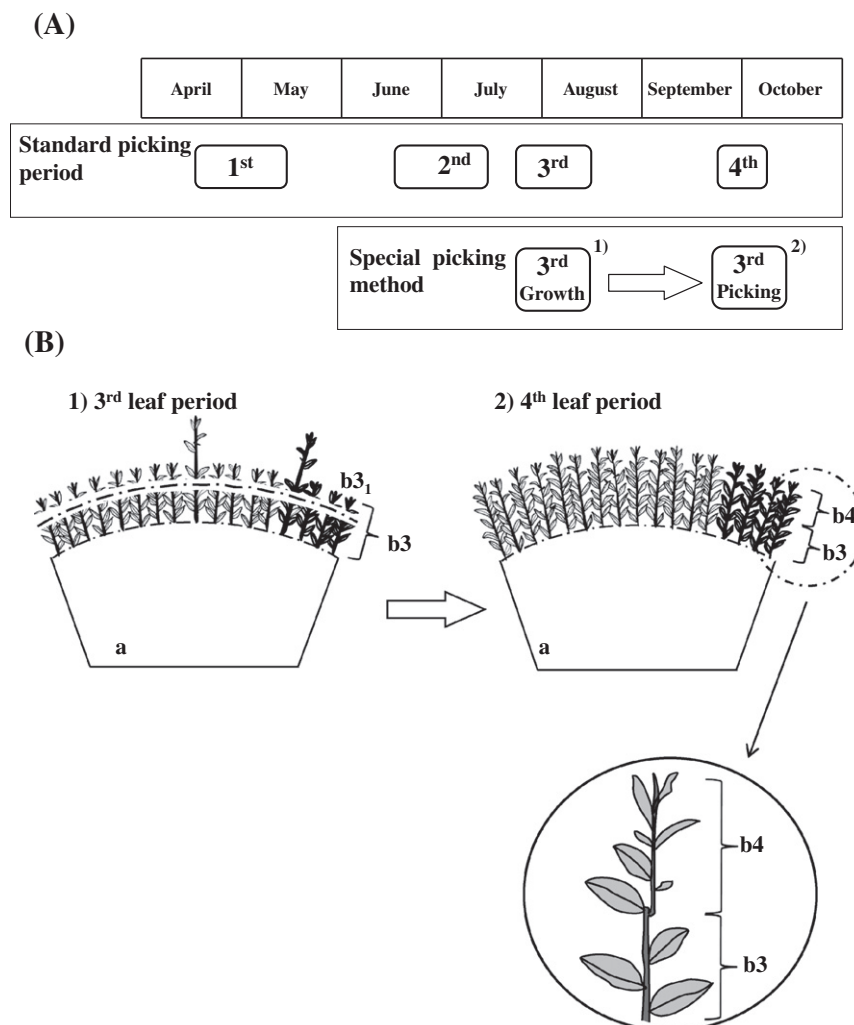 (A)
April May June July August September October
Standard picking period
1st 2nd 3rd 4th
Special picking method
3rd Growth 1)
3rd Picking 2)
(B)
1) 3rd leaf period
2) 4th leaf period
b3₁
b3
a
b4
b3
a
b4
b3